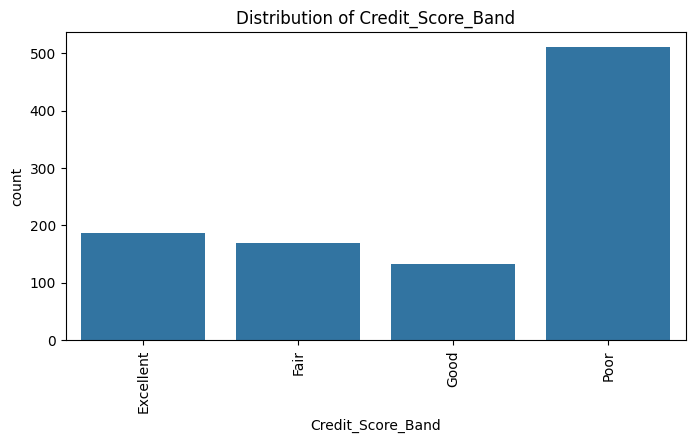 Distribution of Credit_Score_Band
500
400
300
200
100
0
count
Excellent
Fair
Good
Poor
Credit_Score_Band